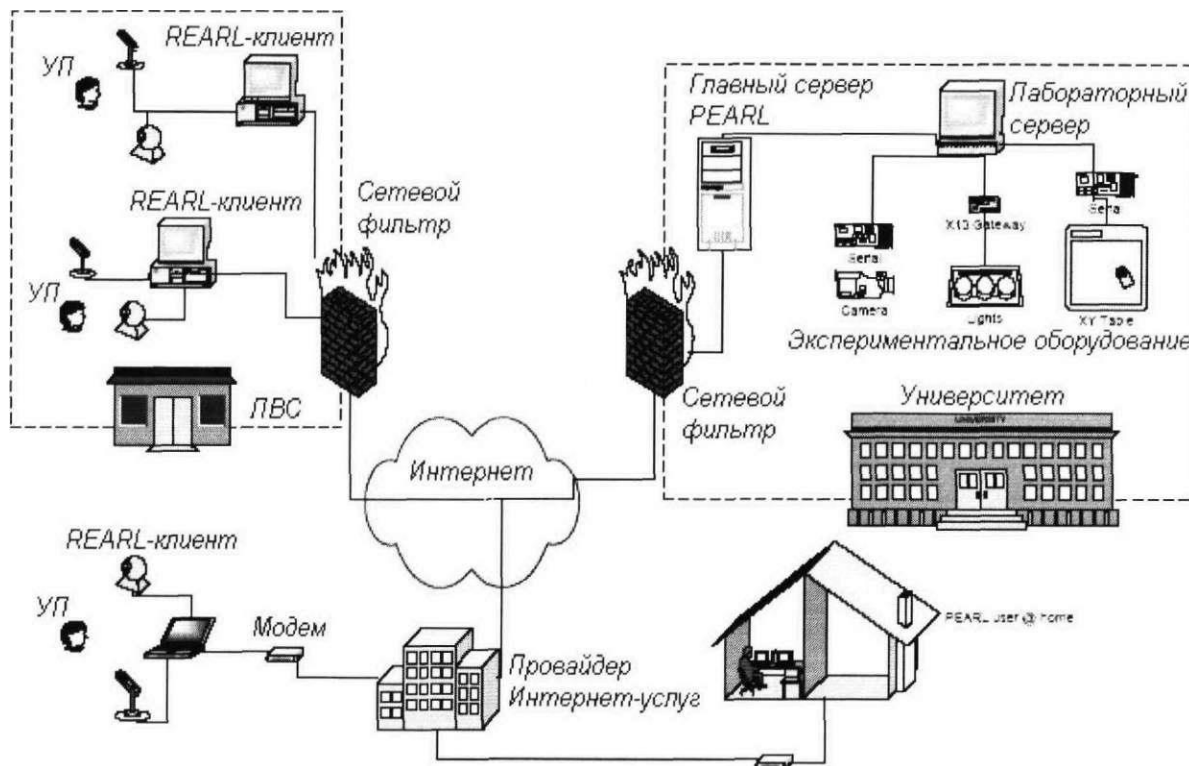 REARL-клиент
УП
REARL-клиент
УП
Сетевой
фильтр
ЛВС
Главный сервер
PEARL
Лабораторный
сервер
Serial
X10 Gateway
Serial
Camera
Lights
XY Table
Экспериментальное оборудование
Сетевой
фильтр
Университет
UNIVERSITY
Интернет
REARL-клиент
УП
Модем
Провайдер
Интернет-услуг
PEARL user @ home